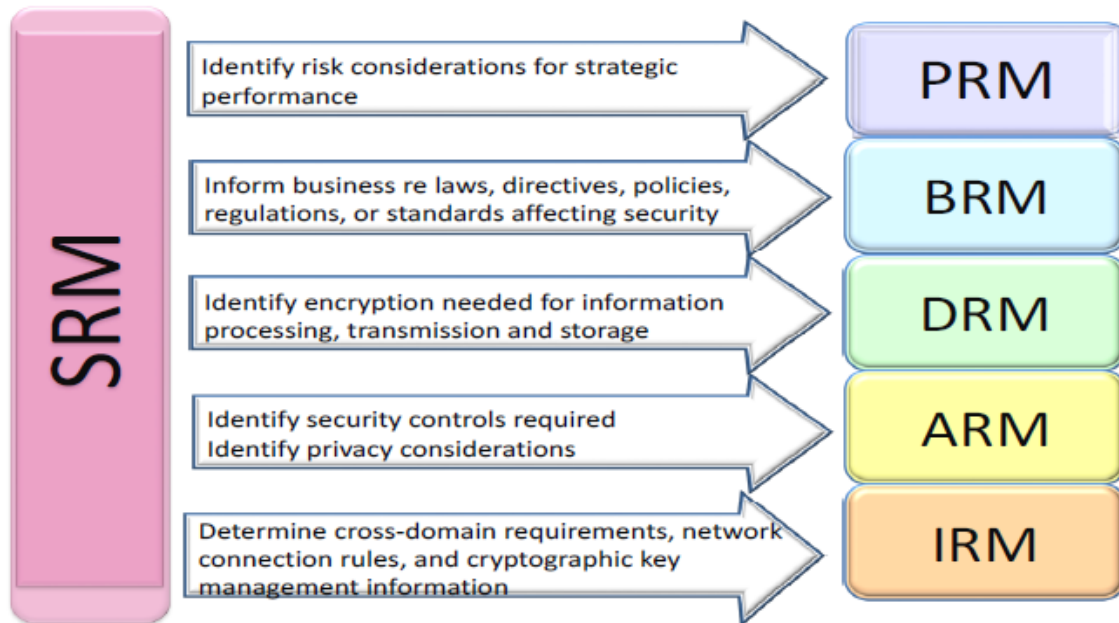 SRM
Identify risk considerations for strategic
performance
PRM
Inform business re laws, directives, policies,
regulations, or standards affecting security
BRM
Identify encryption needed for information
processing, transmission and storage
DRM
Identify security controls required
Identify privacy considerations
ARM
Determine cross-domain requirements, network
connection rules, and cryptographic key
management information
IRM